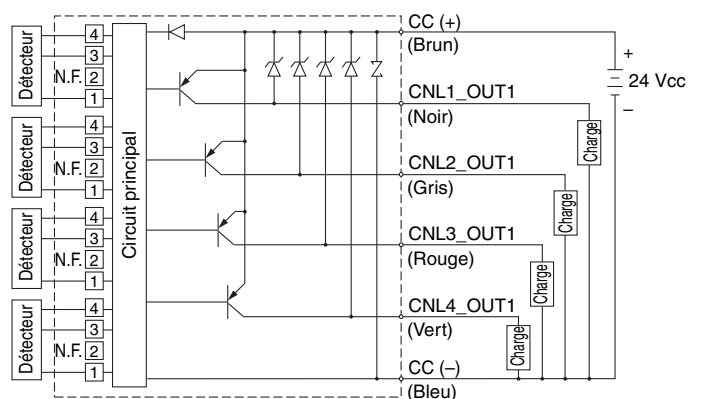 CC (+)
(Brun)
Détecteur
4
3
N.F. 2
1
Circuit principal
+
24 Vcc
–
CNL1_OUT1
(Noir)
Charge
Détecteur
4
3
N.F. 2
1
CNL2_OUT1
(Gris)
Charge
Détecteur
4
3
N.F. 2
1
CNL3_OUT1
(Rouge)
Charge
Détecteur
4
3
N.F. 2
1
CNL4_OUT1
(Vert)
Charge
CC (–)
(Bleu)